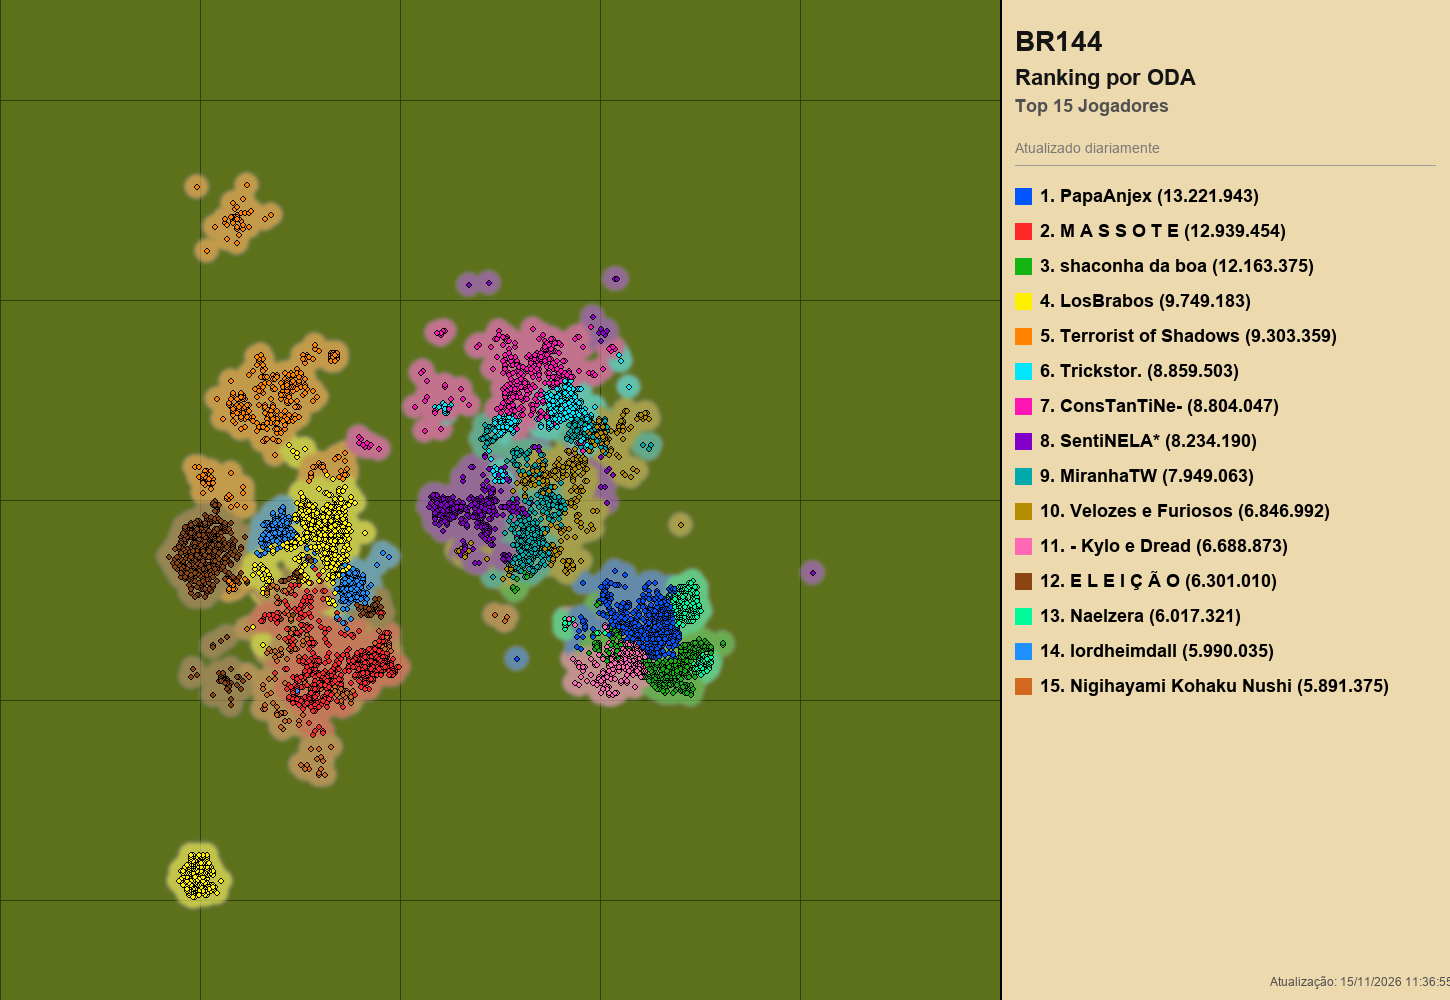 BR144
Ranking por ODA
Top 15 Jogadores
Atualizado diariamente
1. PapaAnjex (13.221.943)
2. M A S S O T E (12.939.454)
3. shaconha da boa (12.163.375)
4. LosBrabos (9.749.183)
5. Terrorist of Shadows (9.303.359)
6. Trickstor. (8.859.503)
7. ConsTanTiNe- (8.804.047)
8. SentiNELA* (8.234.190)
9. MiranhaTW (7.949.063)
10. Velozes e Furiosos (6.846.992)
11. - Kylo e Dread (6.688.873)
12. E L E I Ç Ã O (6.301.010)
13. Naelzera (6.017.321)
14. lordheimdall (5.990.035)
15. Nigihayami Kohaku Nushi (5.891.375)
Atualização: 15/11/2026 11:36:55